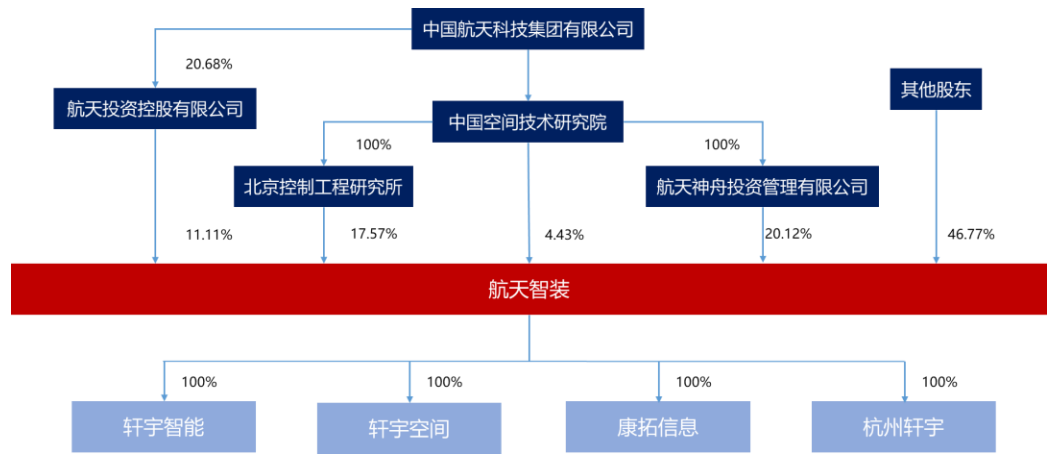 中国航天科技集团有限公司
20.68%
航天投资控股有限公司
中国空间技术研究院
其他股东
100%
100%
北京控制工程研究所
航天神舟投资管理有限公司
11.11%
17.57%
4.43%
20.12%
46.77%
航天智装
100%
100%
100%
100%
轩宇智能
轩宇空间
康拓信息
杭州轩宇